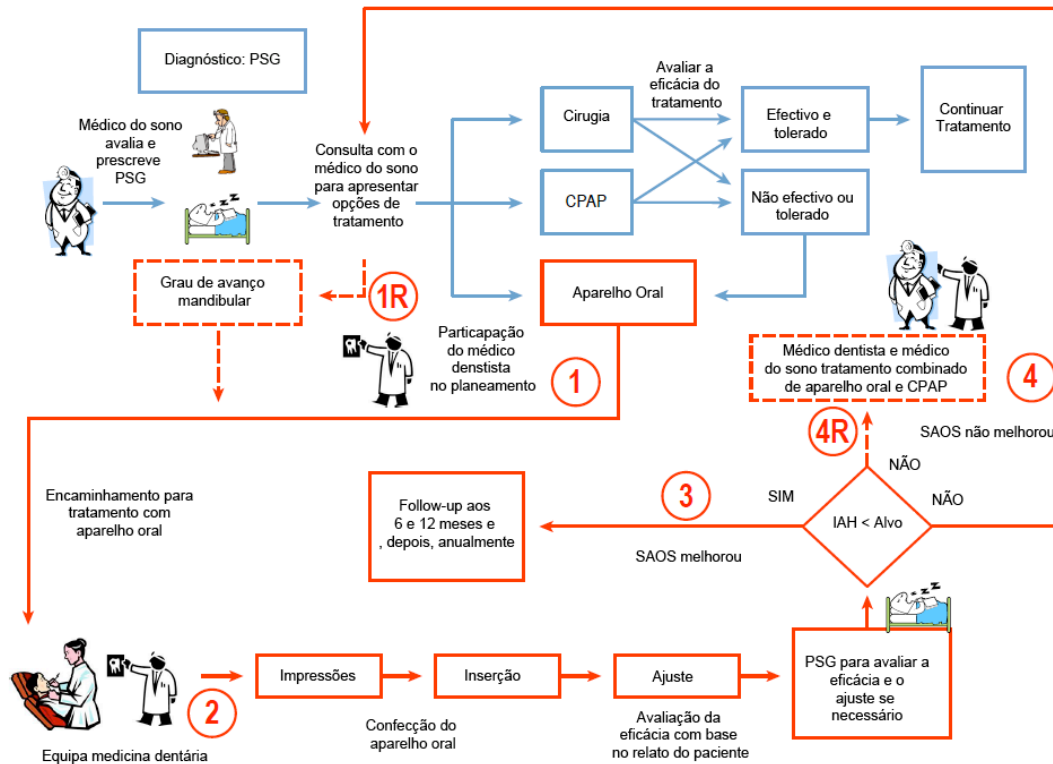 Diagnóstico: PSG
Médico do sono
avalia e
prescreve
PSG
Consulta com o
médico do sono
para apresentar
opções de
tratamento
Cirugia
Avaliar a
eficácia do
tratamento
Efectivo e
tolerado
Continuar
Tratamento
CPAP
Não efectivo ou
tolerado
Grau de avanço
mandibular
1R
Aparelho Oral
Particapação
do médico
denstista
no planeamento
1
Médico dentista e médico
do sono tratamento combinado
de aparelho oral e CPAP
4
4R
SAOS não melhorou
NÃO
NÃO
SIM
IAH < Alvo
3
SAOS melhorou
Follow-up aos
6 e 12 meses e
, depois, anualmente
Encaminhamento para
tratamento com
aparelho oral
Equipa medicina dentária
2
Impressões
Confecção do
aparelho oral
Inserção
Ajuste
Avaliação da
eficácia com base
no relato do paciente
PSG para avaliar a
eficácia e o
ajuste se
necessário
z z z
z z z